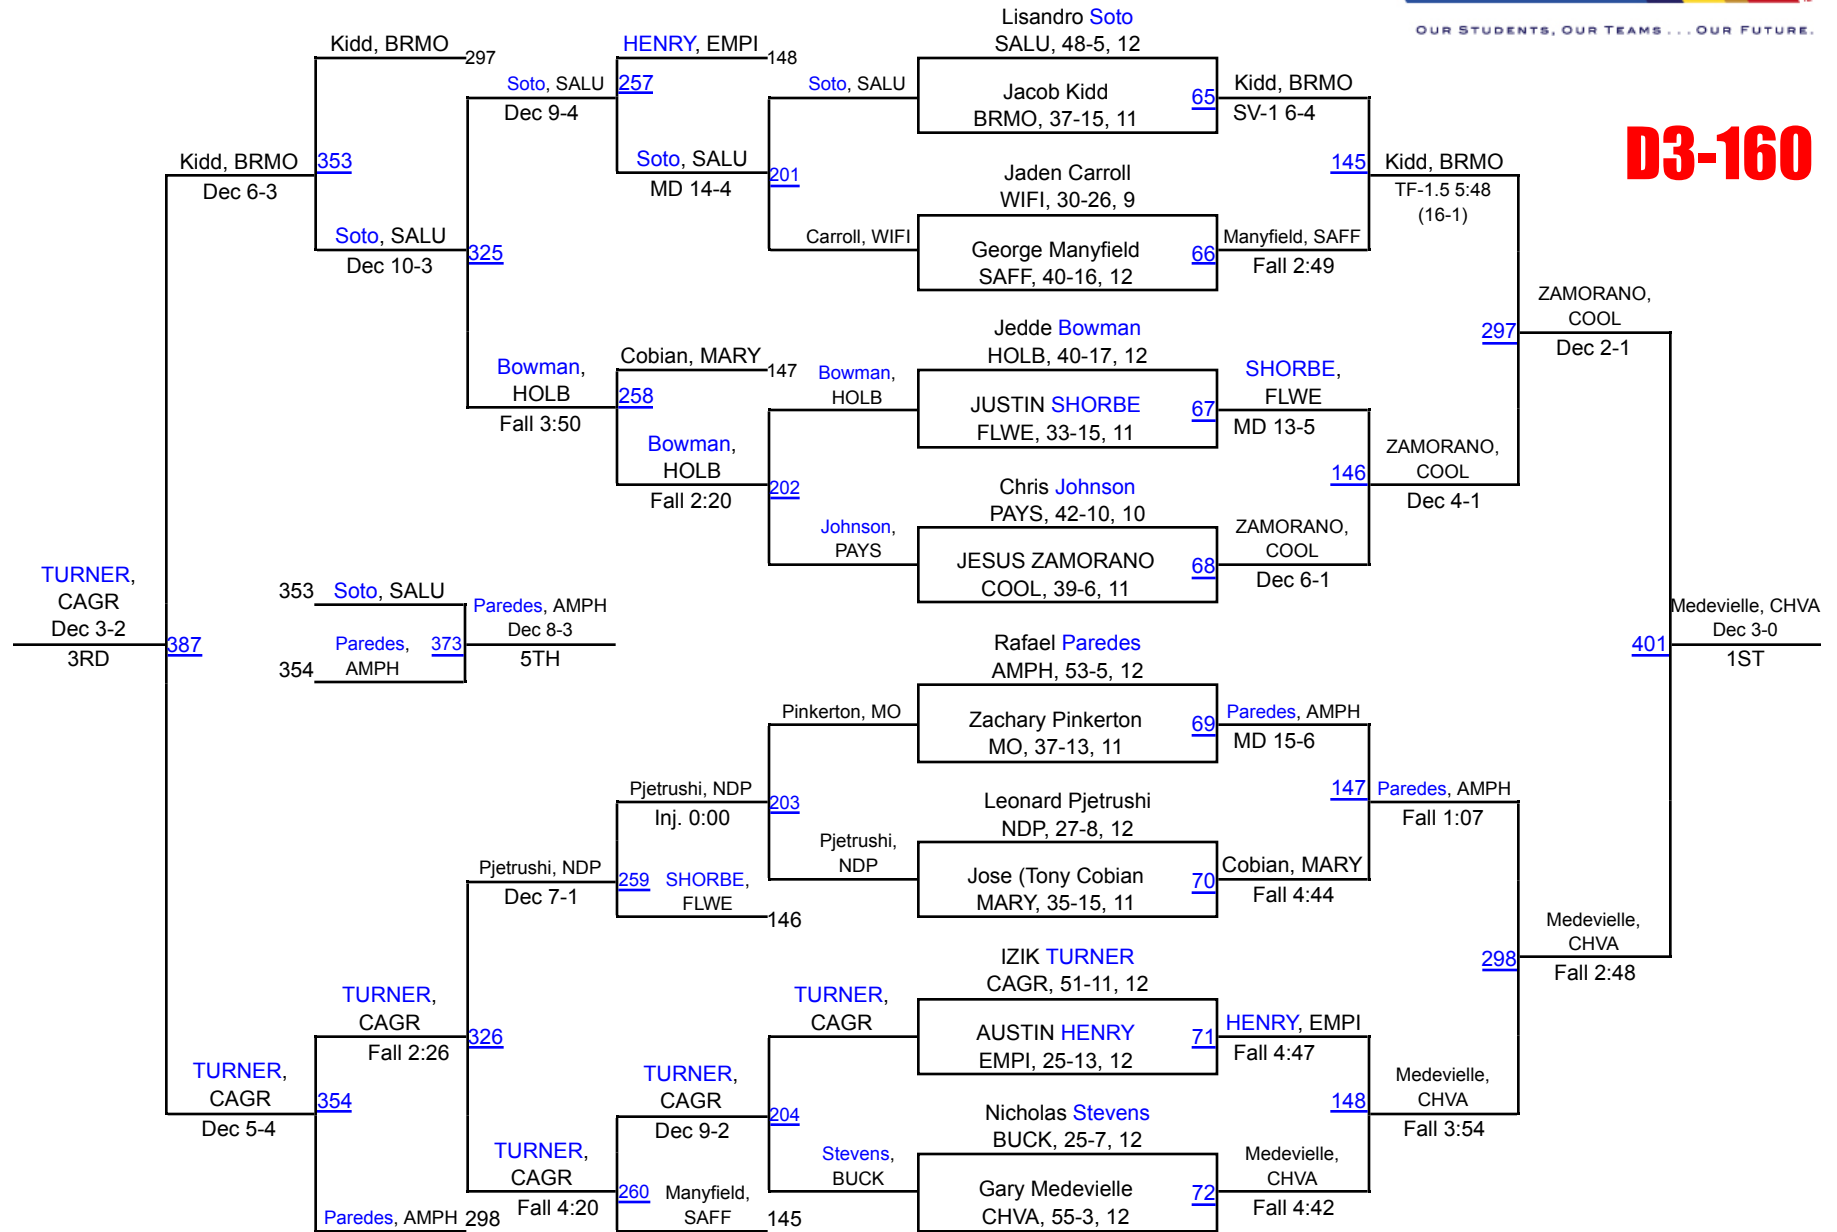 OUR STUDENTS, OUR TEAMS . . . OUR FUTURE.
D3-160
Lisandro Soto
SALU, 48-5, 12
Jacob Kidd
BRMO, 37-15, 11
65
Jaden Carroll
WIFI, 30-26, 9
George Manyfield
SAFF, 40-16, 12
66
Jedde Bowman
HOLB, 40-17, 12
JUSTIN SHORBE
FLWE, 33-15, 11
67
Chris Johnson
PAYS, 42-10, 10
JESUS ZAMORANO
COOL, 39-6, 11
68
Rafael Paredes
AMPH, 53-5, 12
Zachary Pinkerton
MO, 37-13, 11
69
Leonard Pjetrushi
NDP, 27-8, 12
Jose (Tony Cobian
MARY, 35-15, 11
70
IZIK TURNER
CAGR, 51-11, 12
AUSTIN HENRY
EMPI, 25-13, 12
71
Nicholas Stevens
BUCK, 25-7, 12
Gary Medevielle
CHVA, 55-3, 12
72
Kidd, BRMO
SV-1 6-4
145
Manyfield, SAFF
Fall 2:49
SHORBE,
FLWE
MD 13-5
146
ZAMORANO,
COOL
Dec 6-1
Paredes, AMPH
MD 15-6
147
Cobian, MARY
Fall 4:44
HENRY, EMPI
Fall 4:47
148
Medevielle,
CHVA
Fall 4:42
Kidd, BRMO
TF-1.5 5:48
(16-1)
297
ZAMORANO,
COOL
Dec 4-1
Paredes, AMPH
Fall 1:07
298
Medevielle,
CHVA
Fall 3:54
ZAMORANO,
COOL
Dec 2-1
401
Medevielle,
CHVA
Fall 2:48
Medevielle, CHVA
Dec 3-0
1ST
Soto, SALU
201
Carroll, WIFI
Bowman,
HOLB
202
Johnson,
PAYS
Pinkerton, MO
203
Pjetrushi,
NDP
TURNER,
CAGR
204
Stevens,
BUCK
HENRY, EMPI
148
257
Soto, SALU
MD 14-4
Cobian, MARY
147
258
Bowman,
HOLB
Fall 2:20
Pjetrushi, NDP
Inj. 0:00
259
SHORBE,
FLWE
146
TURNER,
CAGR
Dec 9-2
260
Manyfield,
SAFF
145
Soto, SALU
Dec 9-4
325
Bowman,
HOLB
Fall 3:50
Pjetrushi, NDP
Dec 7-1
326
TURNER,
CAGR
Fall 4:20
Kidd, BRMO
297
353
Soto, SALU
Dec 10-3
TURNER,
CAGR
Fall 2:26
354
Paredes, AMPH 298
Kidd, BRMO
Dec 6-3
387
TURNER,
CAGR
Dec 5-4
TURNER,
CAGR
Dec 3-2
3RD
353 Soto, SALU
373
354
Paredes,
AMPH
Paredes, AMPH
Dec 8-3
5TH